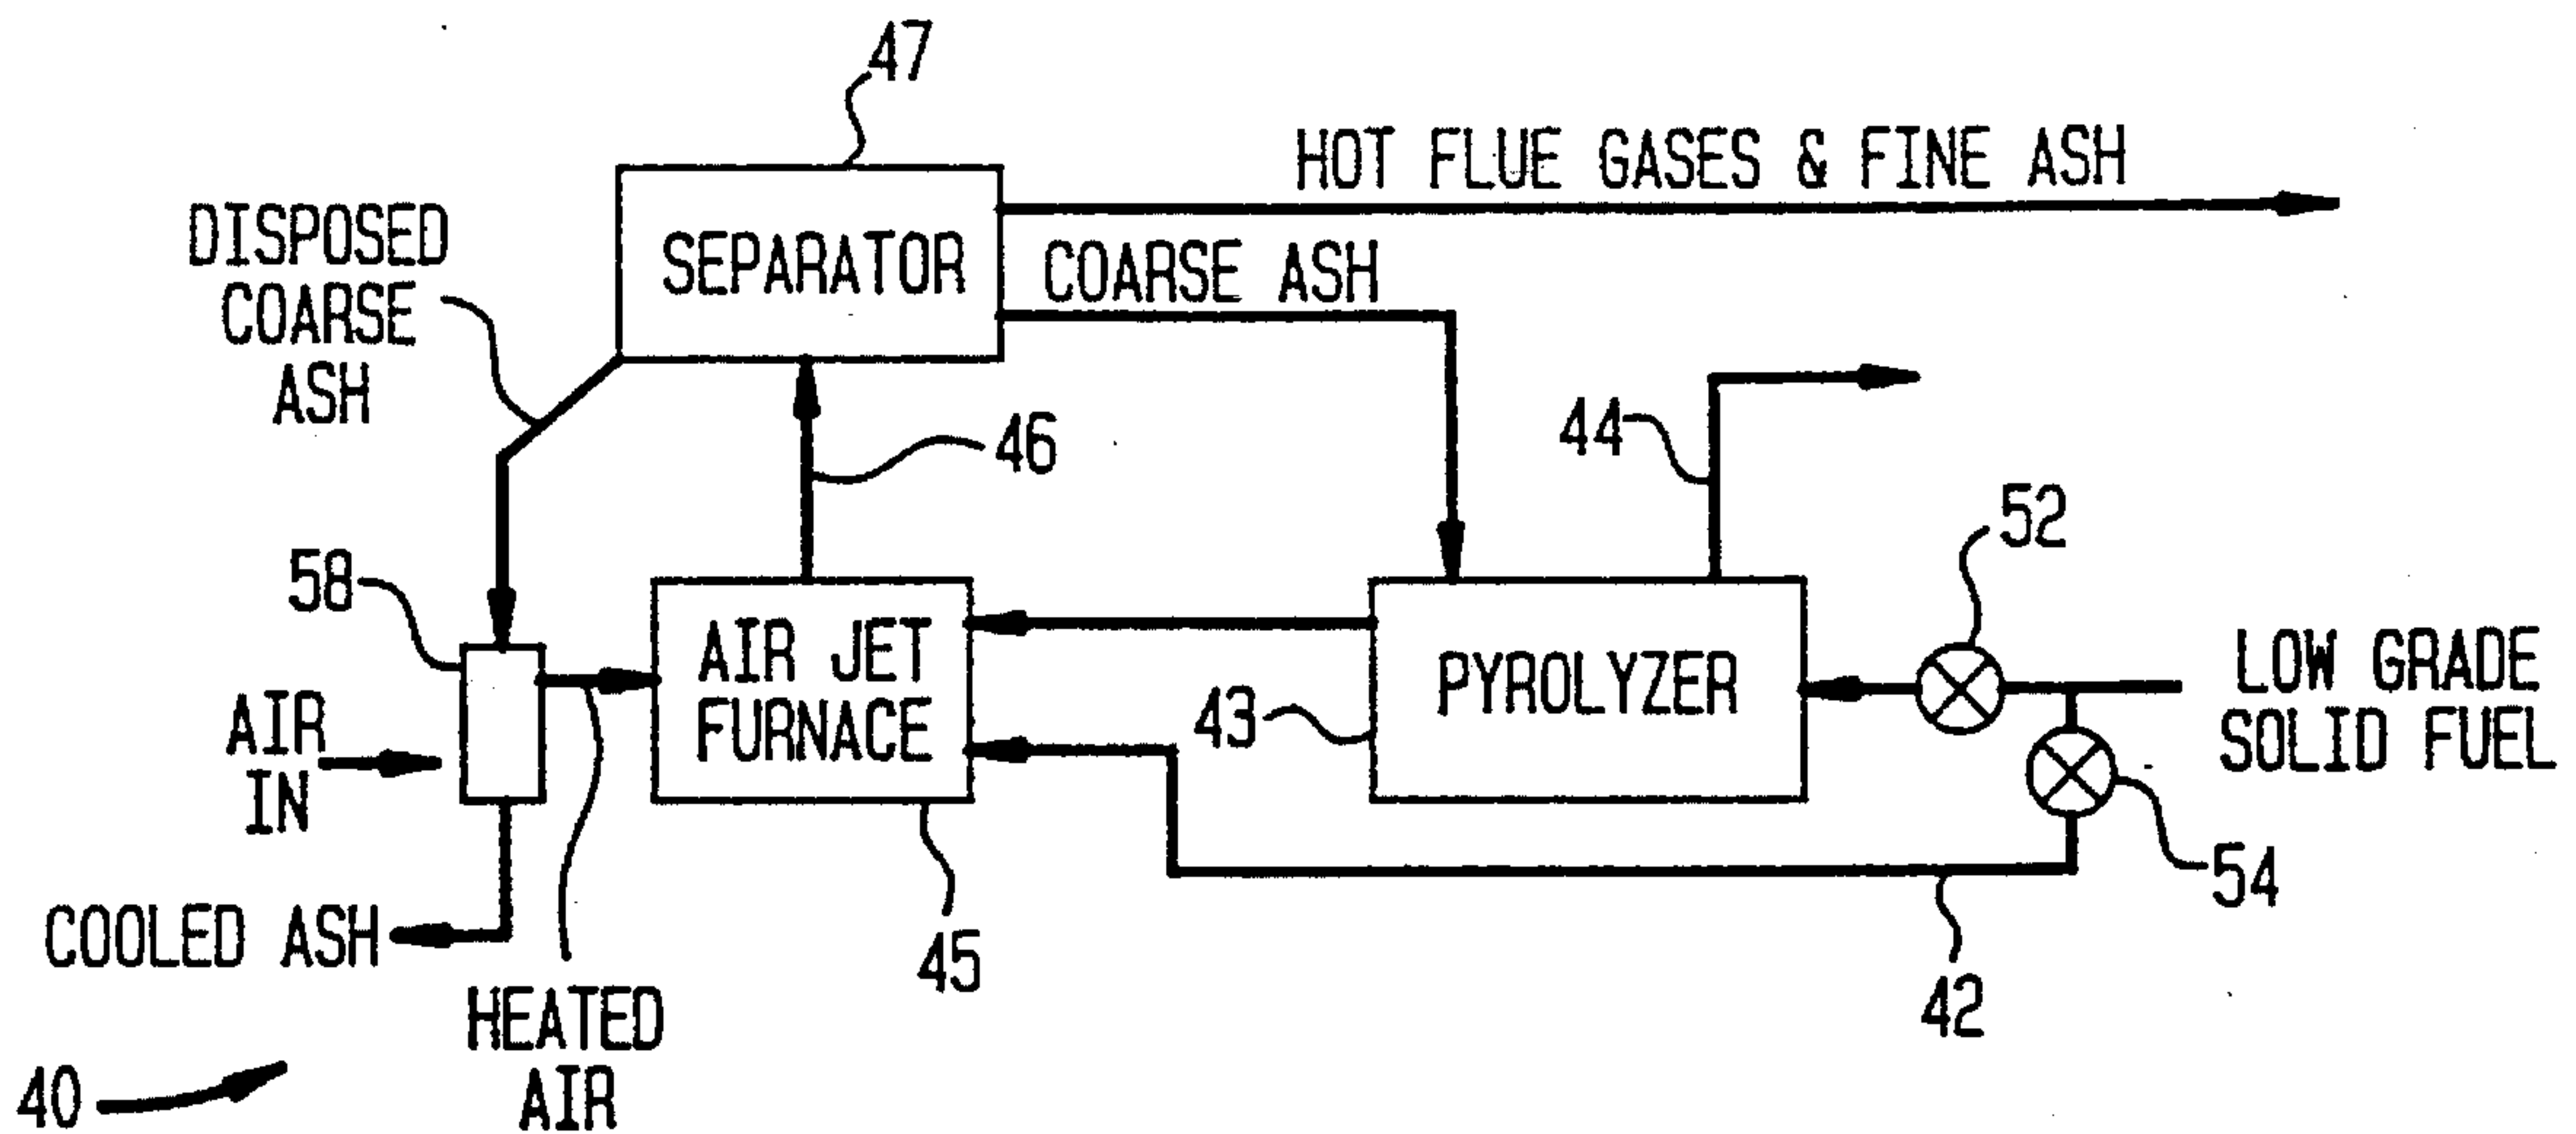 47
HOT FLUE GASES & FINE ASH
DISPOSED
COARSE
ASH
SEPARATOR
COARSE ASH
46
44
52
58
AIR JET
FURNACE
PYROLYZER
LOW GRADE
SOLID FUEL
43
AIR
IN
54
COOLED ASH
45
42
HEATED
AIR
40